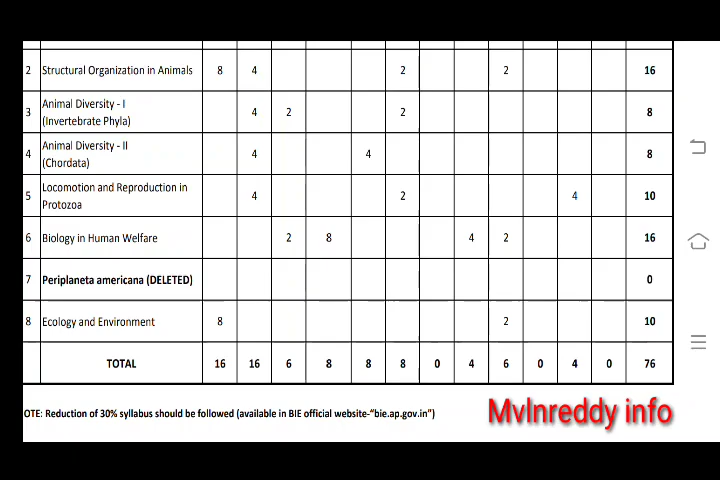 2 Structural Organization in Animals 8 4 2 2 16
3 Animal Diversity - I (Invertebrate Phyla) 4 2 2 8
4 Animal Diversity - II (Chordata) 4 4 8
5 Locomotion and Reproduction in Protozoa 4 2 4 10
6 Biology in Human Welfare 2 8 4 2 16
7 Periplaneta americana (DELETED) 0
8 Ecology and Environment 8 2 10
TOTAL 16 16 6 8 8 8 0 4 6 0 4 0 76
OTE: Reduction of 30% syllabus should be followed (available in BIE official website-“bie.ap.gov.in”)
Mvlnreddy info